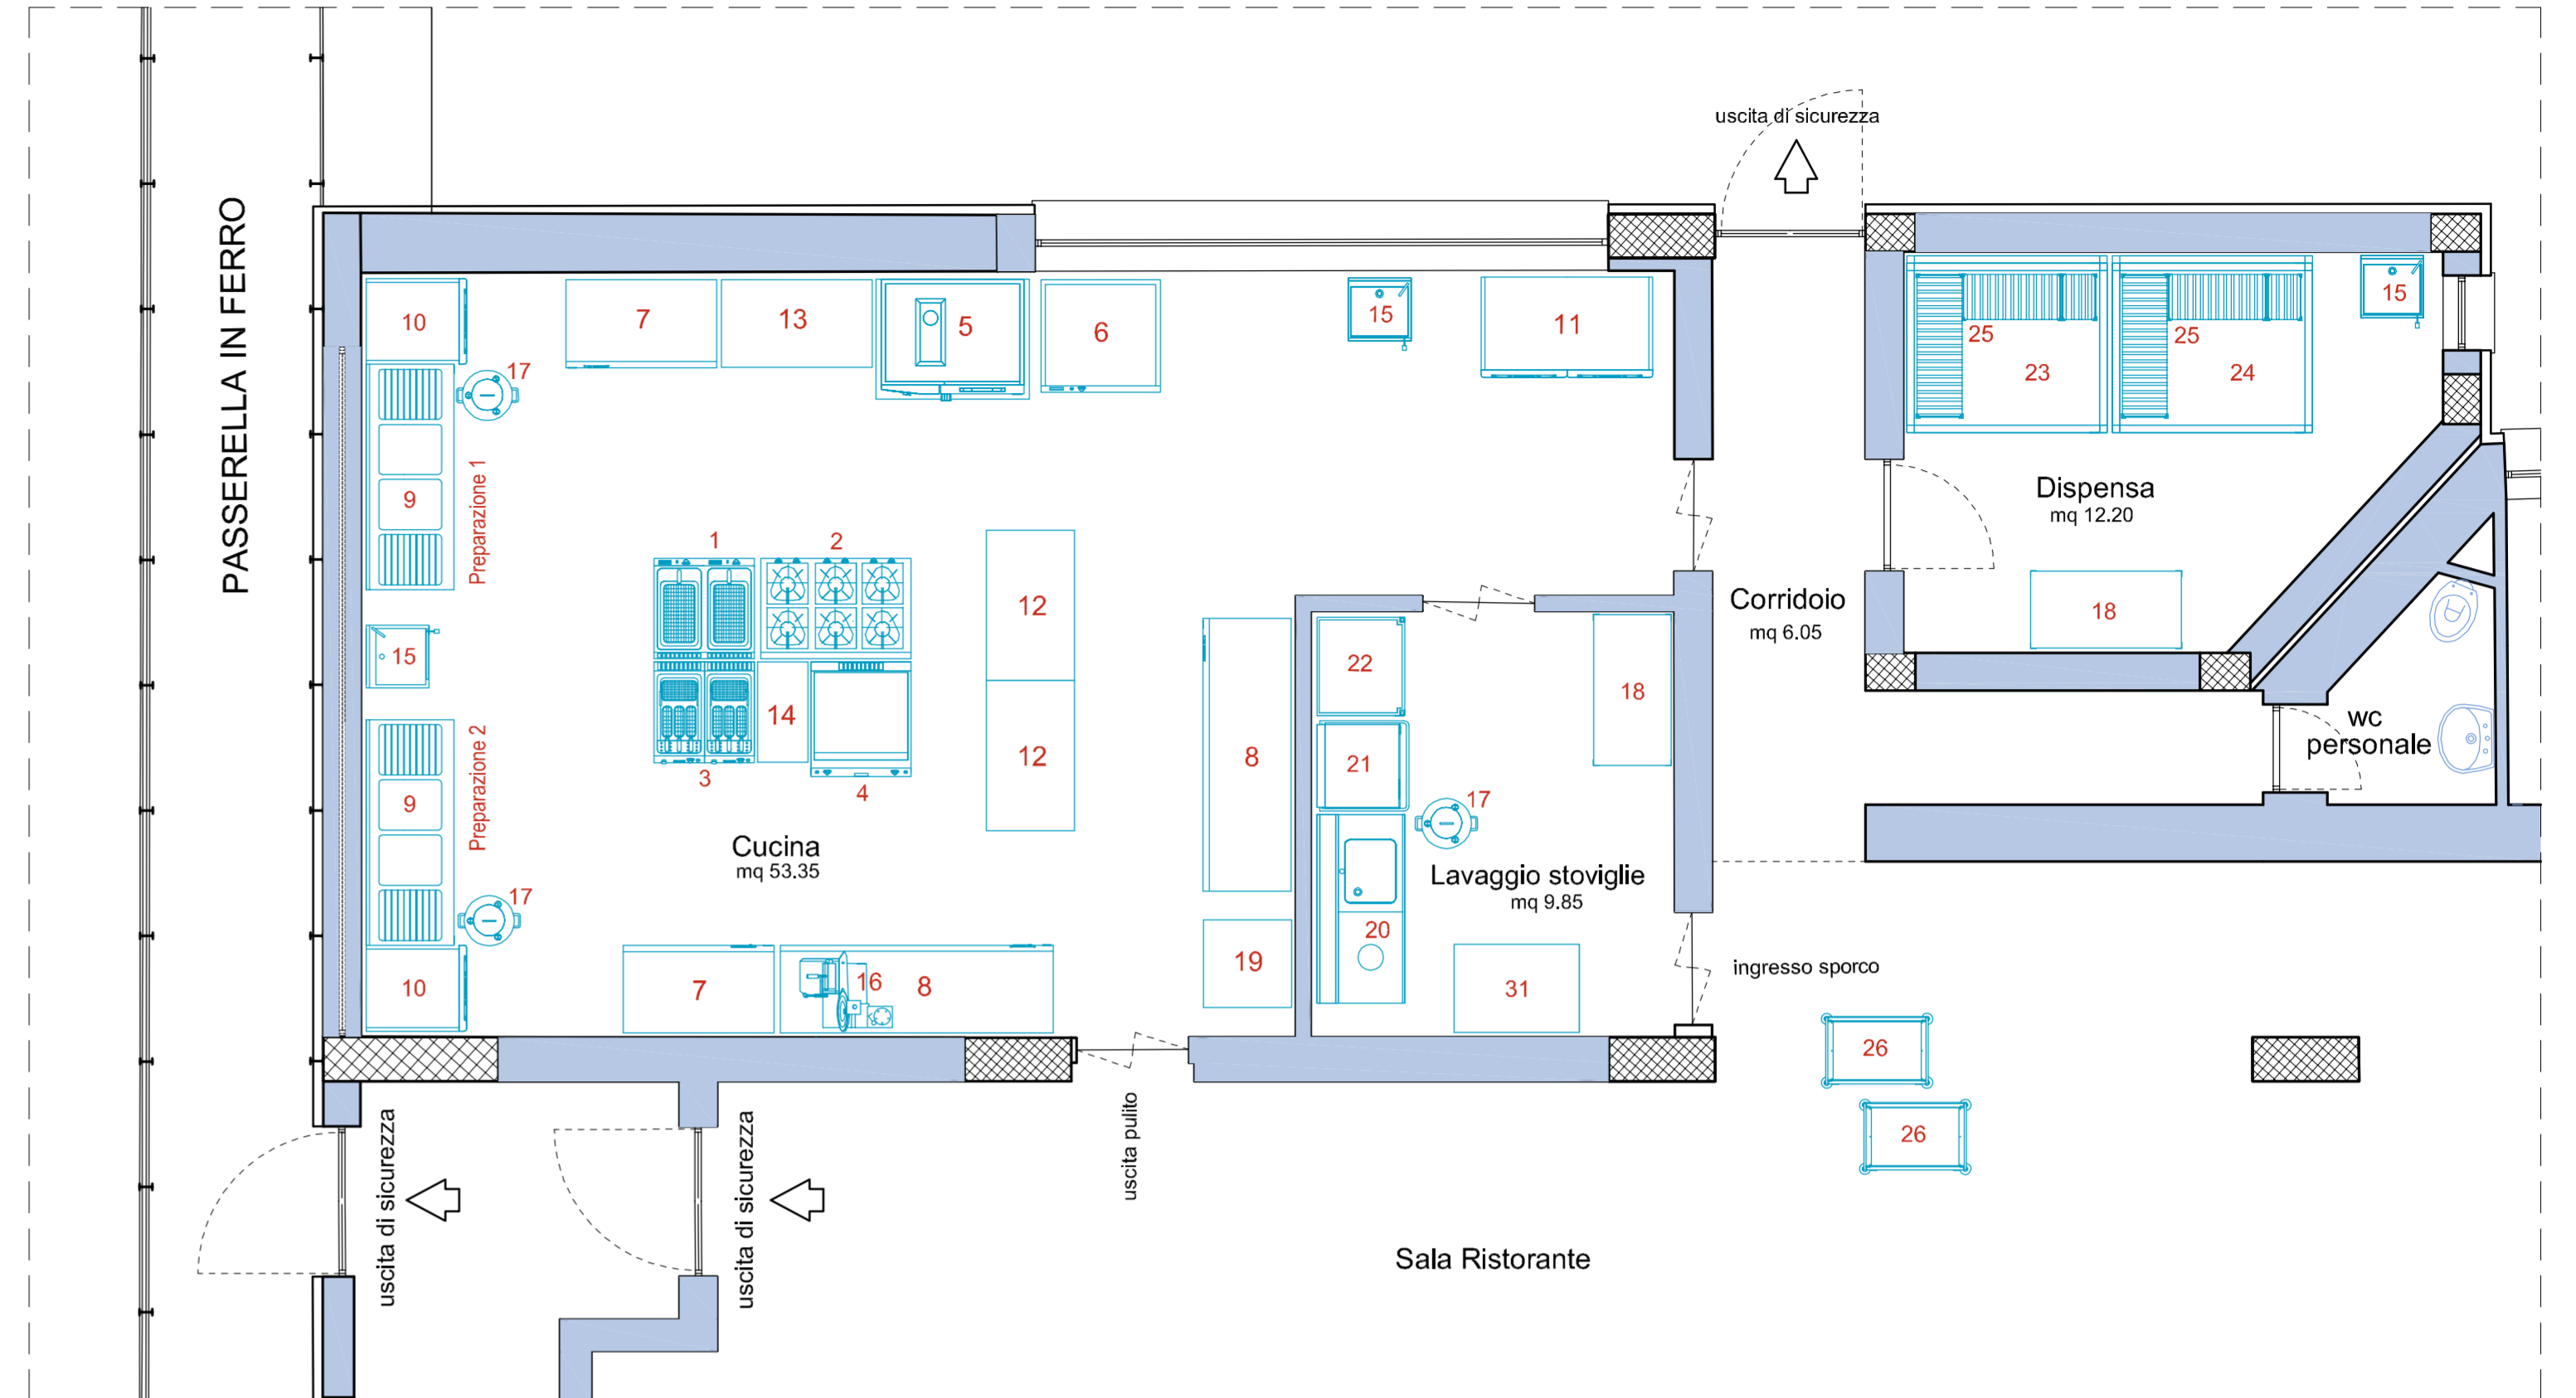 uscita di sicurezza
PASSERELLA IN FERRO
10
7
13
5
6
15
11
25
23
25
24
15
17
9
Preparazione 1
Dispensa
mq 12.20
1
2
12
15
3
14
4
12
8
22
18
Corridoio
mq 6.05
18
21
17
wc
personale
9
Preparazione 2
17
Cucina
mq 53.35
Lavaggio stoviglie
mq 9.85
20
10
7
16
8
19
31
ingresso sporco
26
26
uscita di sicurezza
uscita di sicurezza
uscita pulito
Sala Ristorante